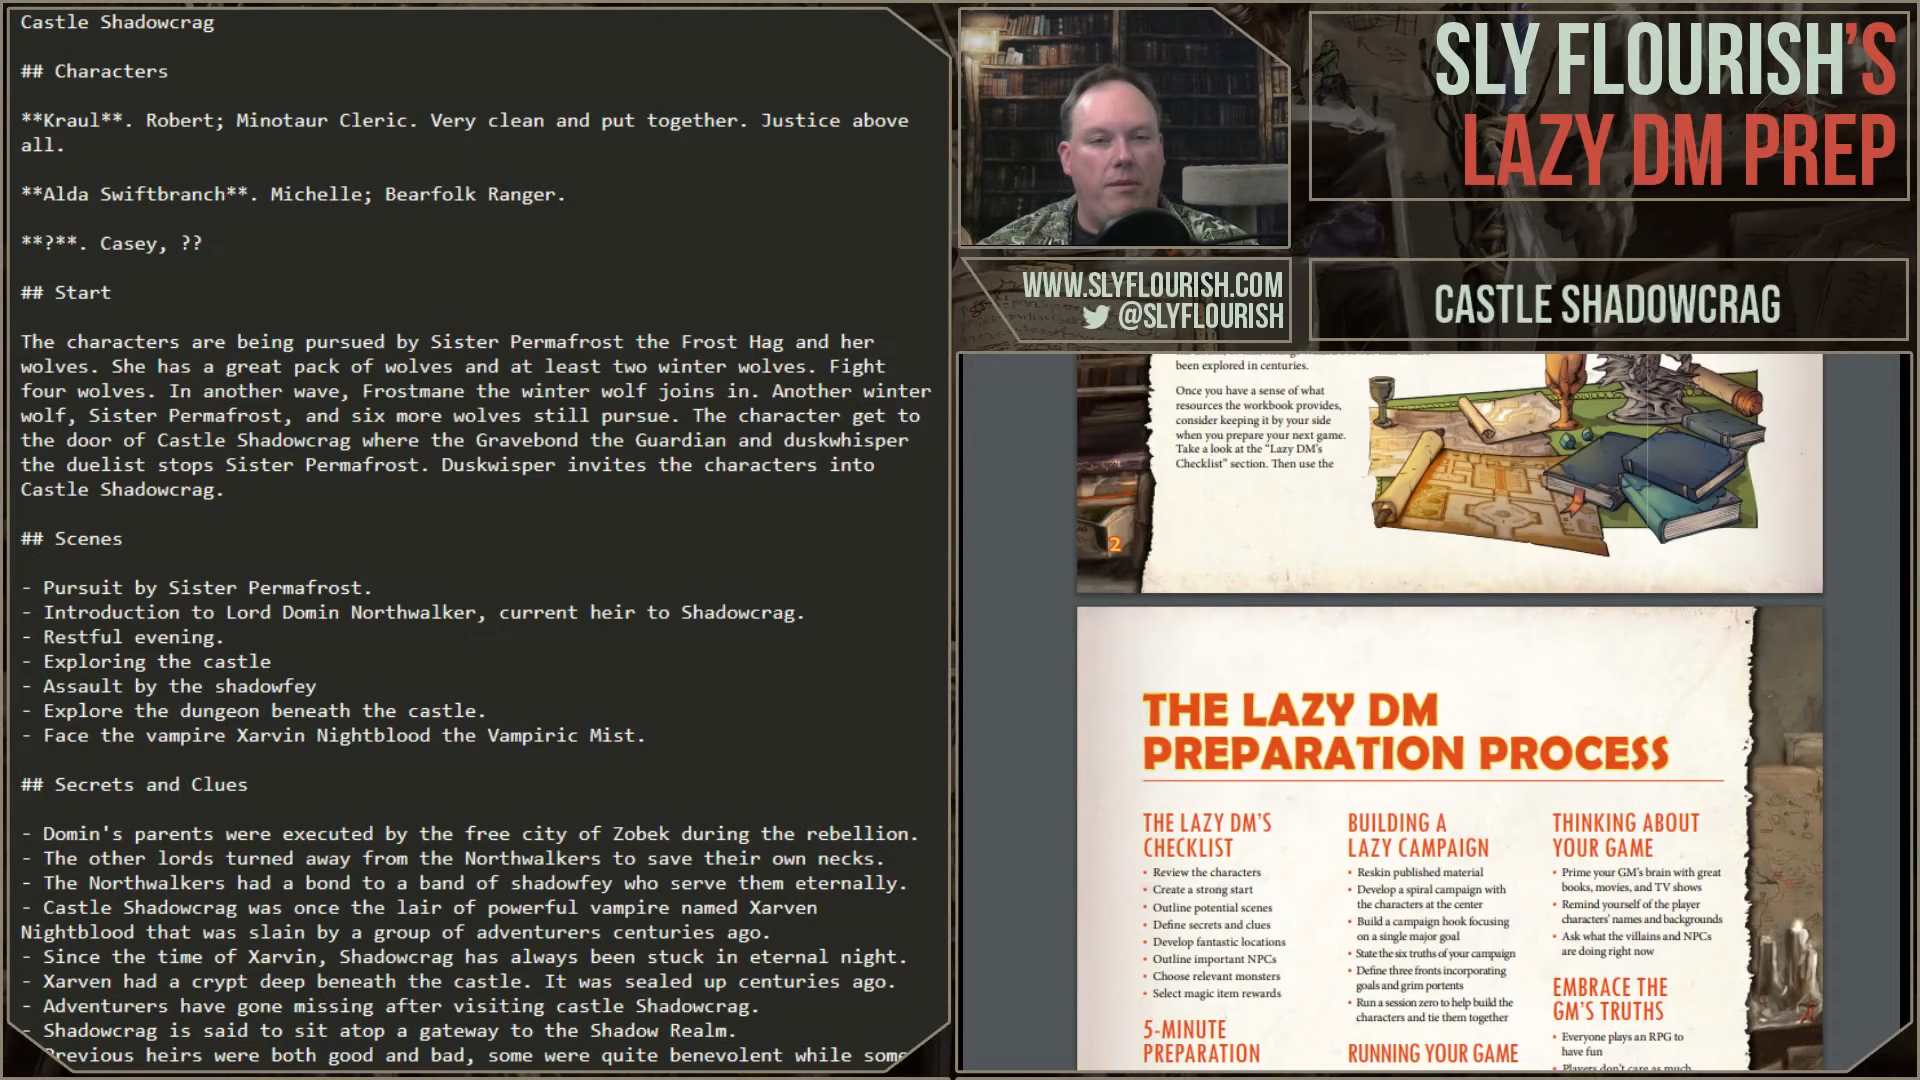 Castle Shadowcrag
## Characters
**Kraul**. Robert; Minotaur Cleric. Very clean and put together. Justice above
all.
**Alda Swiftbranch**. Michelle; Bearfolk Ranger.
**?**. Casey, ??
## Start
The characters are being pursued by Sister Permafrost the Frost Hag and her
wolves. She has a great pack of wolves and at least two winter wolves. Fight
four wolves. In another wave, Frostmane the winter wolf joins in. Another winter
wolf, Sister Permafrost, and six more wolves still pursue. The character get to
the door of Castle Shadowcrag where the Gravebond the Guardian and duskwhisper
the duelist stops Sister Permafrost. Duskwisper invites the characters into
Castle Shadowcrag.
## Scenes
- Pursuit by Sister Permafrost.
- Introduction to Lord Domin Northwalker, current heir to Shadowcrag.
- Restful evening.
- Exploring the castle
- Assault by the shadowfey
- Explore the dungeon beneath the castle.
- Face the vampire Xarvin Nightblood the Vampiric Mist.
## Secrets and Clues
- Domin's parents were executed by the free city of Zobek during the rebellion.
- The other lords turned away from the Northwalkers to save their own necks.
- The Northwalkers had a bond to a band of shadowfey who serve them eternally.
- Castle Shadowcrag was once the lair of powerful vampire named Xarven
Nightblood that was slain by a group of adventurers centuries ago.
- Since the time of Xarvin, Shadowcrag has always been stuck in eternal night.
- Xarven had a crypt deep beneath the castle. It was sealed up centuries ago.
- Adventurers have gone missing after visiting castle Shadowcrag.
- Shadowcrag is said to sit atop a gateway to the Shadow Realm.
Previous heirs were both good and bad, some were quite benevolent while some
SLY FLOURISH'S
LAZY DM PREP
WWW.SLYFLOURISH.COM
@SLYFLOURISH
CASTLE SHADOWCRAG
been explored in centuries.
Once you have a sense of what
resources the workbook provides,
consider keeping it by your side
when you prepare your next game.
Take a look at the “Lazy DM’s
Checklist” section. Then use the
2
THE LAZY DM
PREPARATION PROCESS
THE LAZY DM’S
CHECKLIST
• Review the characters
• Create a strong start
• Outline potential scenes
• Define secrets and clues
• Develop fantastic locations
• Outline important NPCs
• Choose relevant monsters
• Select magic item rewards
5-MINUTE
PREPARATION
BUILDING A
LAZY CAMPAIGN
• Reskin published material
• Develop a spiral campaign with
the characters at the center
• Build a campaign hook focusing
on a single major goal
• State the six truths of your campaign
• Define three fronts incorporating
goals and grim portents
• Run a session zero to help build the
characters and tie them together
RUNNING YOUR GAME
THINKING ABOUT
YOUR GAME
• Prime your GM’s brain with great
books, movies, and TV shows
• Remind yourself of the player
characters’ names and backgrounds
• Ask what the villains and NPCs
are doing right now
EMBRACE THE
GM’S TRUTHS
• Everyone plays an RPG to
have fun
• Players don’t care as much